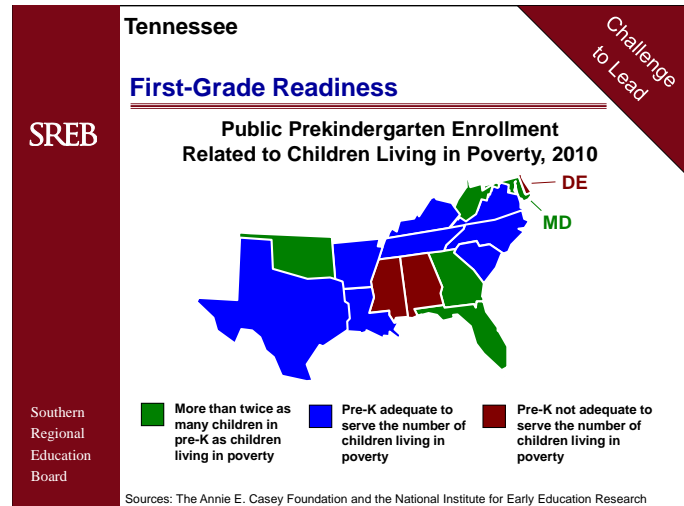 Tennessee
Challenge
to Lead
First-Grade Readiness
SREB
Public Prekindergarten Enrollment
Related to Children Living in Poverty, 2010
DE
MD
More than twice as
many children in
pre-K as children
living in poverty
Pre-K adequate to
serve the number of
children living in
poverty
Pre-K not adequate to
serve the number of
children living in
poverty
Southern
Regional
Education
Board
Sources: The Annie E. Casey Foundation and the National Institute for Early Education Research